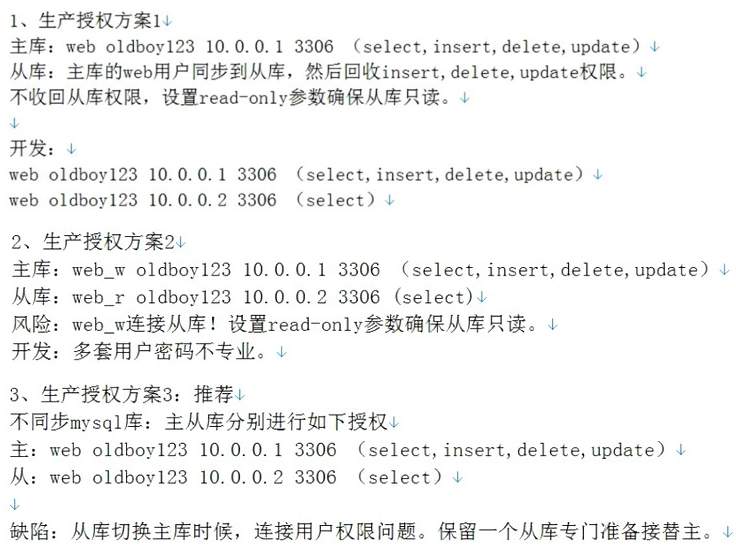 1、生产授权方案1↓
主库：web oldboy123 10.0.0.1 3306 （select,insert,delete,update）↓
从库：主库的web用户同步到从库，然后回收insert,delete,update权限。↓
不收回从库权限，设置read-only参数确保从库只读。↓
↓
开发：↓
web oldboy123 10.0.0.1 3306 （select,insert,delete,update）↓
web oldboy123 10.0.0.2 3306 （select）↓
2、生产授权方案2↓
主库：web_w oldboy123 10.0.0.1 3306 （select,insert,delete,update）↓
从库：web_r oldboy123 10.0.0.2 3306 (select)↓
风险：web_w连接从库！设置read-only参数确保从库只读。↓
开发：多套用户密码不专业。↓
3、生产授权方案3：推荐↓
不同步mysql库：主从库分别进行如下授权↓
主：web oldboy123 10.0.0.1 3306 （select,insert,delete,update）↓
从：web oldboy123 10.0.0.2 3306 （select）↓
↓
缺陷：从库切换主库时候，连接用户权限问题。保留一个从库专门准备接替主。↓